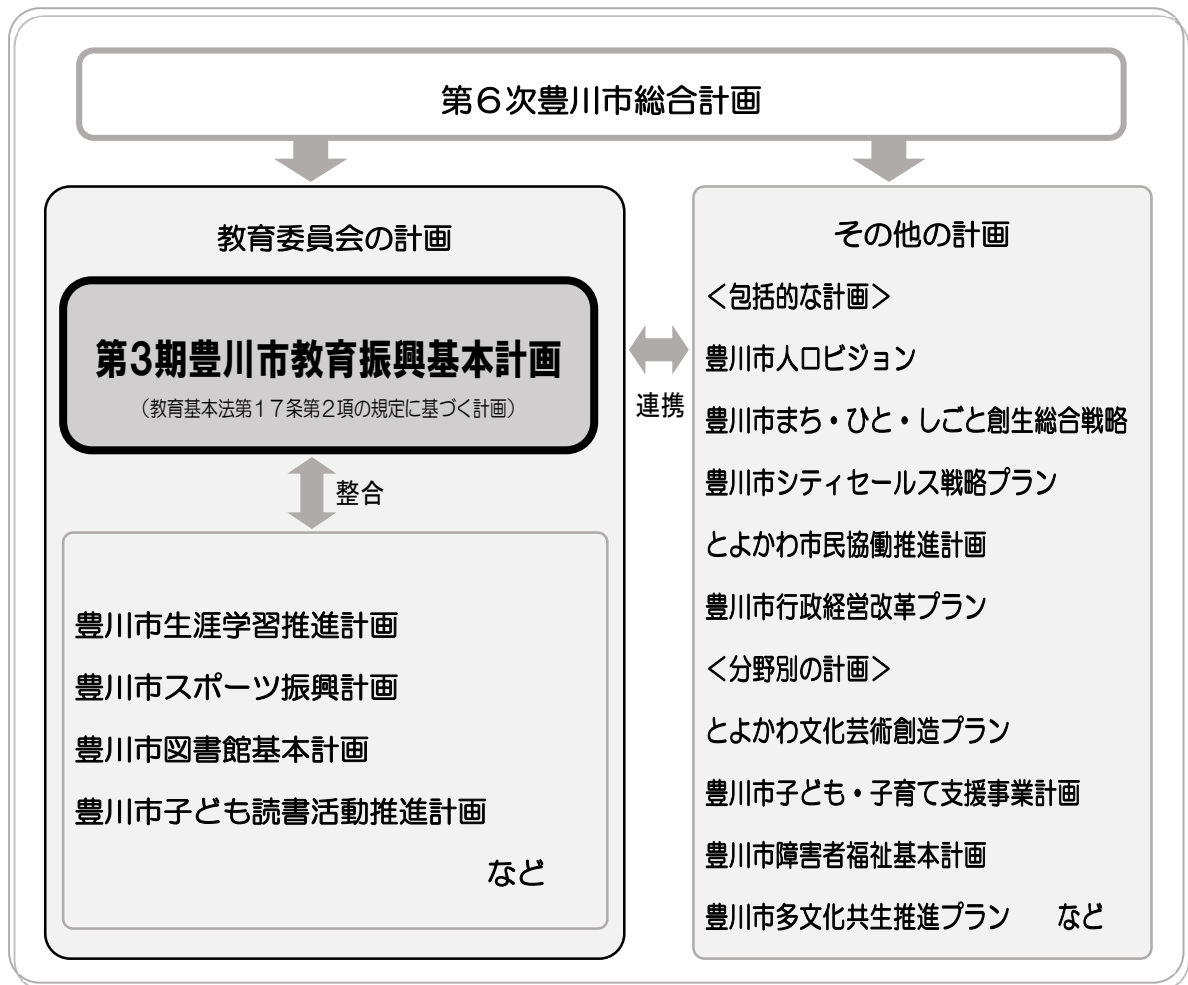 第６次豊川市総合計画
教育委員会の計画
第3期豊川市教育振興基本計画
（教育基本法第１７条第２項の規定に基づく計画）
整合
豊川市生涯学習推進計画
豊川市スポーツ振興計画
豊川市図書館基本計画
豊川市子ども読書活動推進計画
など
連携
その他の計画
＜包括的な計画＞
豊川市人口ビジョン
豊川市まち・ひと・しごと創生総合戦略
豊川市シティセールス戦略プラン
とよかわ市民協働推進計画
豊川市行政経営改革プラン
＜分野別の計画＞
とよかわ文化芸術創造プラン
豊川市子ども・子育て支援事業計画
豊川市障害者福祉基本計画
豊川市多文化共生推進プラン　など